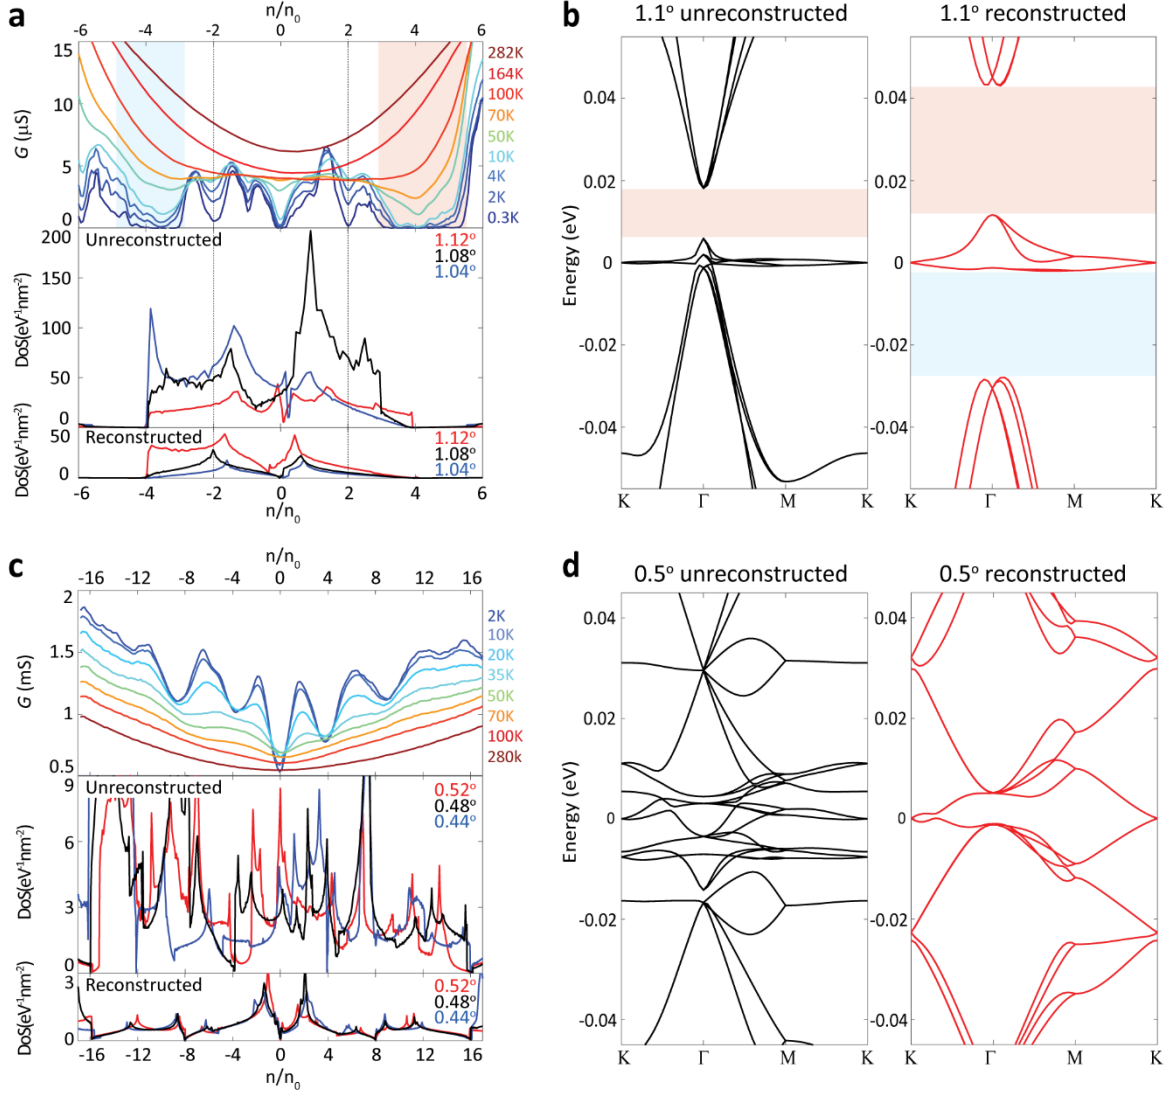 a
n/n0
-6 -4 -2 0 2 4 6
15
10
5
0
G (μS)
282K
164K
100K
70K
50K
10K
4K
2K
0.3K
Unreconstructed
1.12°
1.08°
1.04°
200
150
100
50
0
DoS(eV-1nm-2)
Reconstructed
1.12°
1.08°
1.04°
50
0
DoS(eV-1nm-2)
-6 -4 -2 0 2 4 6
n/n0
b
1.1° unreconstructed
1.1° reconstructed
0.04
0.02
0
-0.02
-0.04
Energy (eV)
K Γ M K
0.04
0.02
0
-0.02
-0.04
K Γ M K
c
n/n0
-16 -12 -8 -4 0 4 8 12 16
2
1.5
1
0.5
G (mS)
2K
10K
20K
35K
50K
70K
100K
280k
Unreconstructed
0.52°
0.48°
0.44°
9
6
3
0
DoS(eV-1nm-2)
Reconstructed
0.52°
0.48°
0.44°
3
0
DoS(eV-1nm-2)
-16 -12 -8 -4 0 4 8 12 16
n/n0
d
0.5° unreconstructed
0.5° reconstructed
0.04
0.02
0
-0.02
-0.04
Energy (eV)
K Γ M K
0.04
0.02
0
-0.02
-0.04
K Γ M K